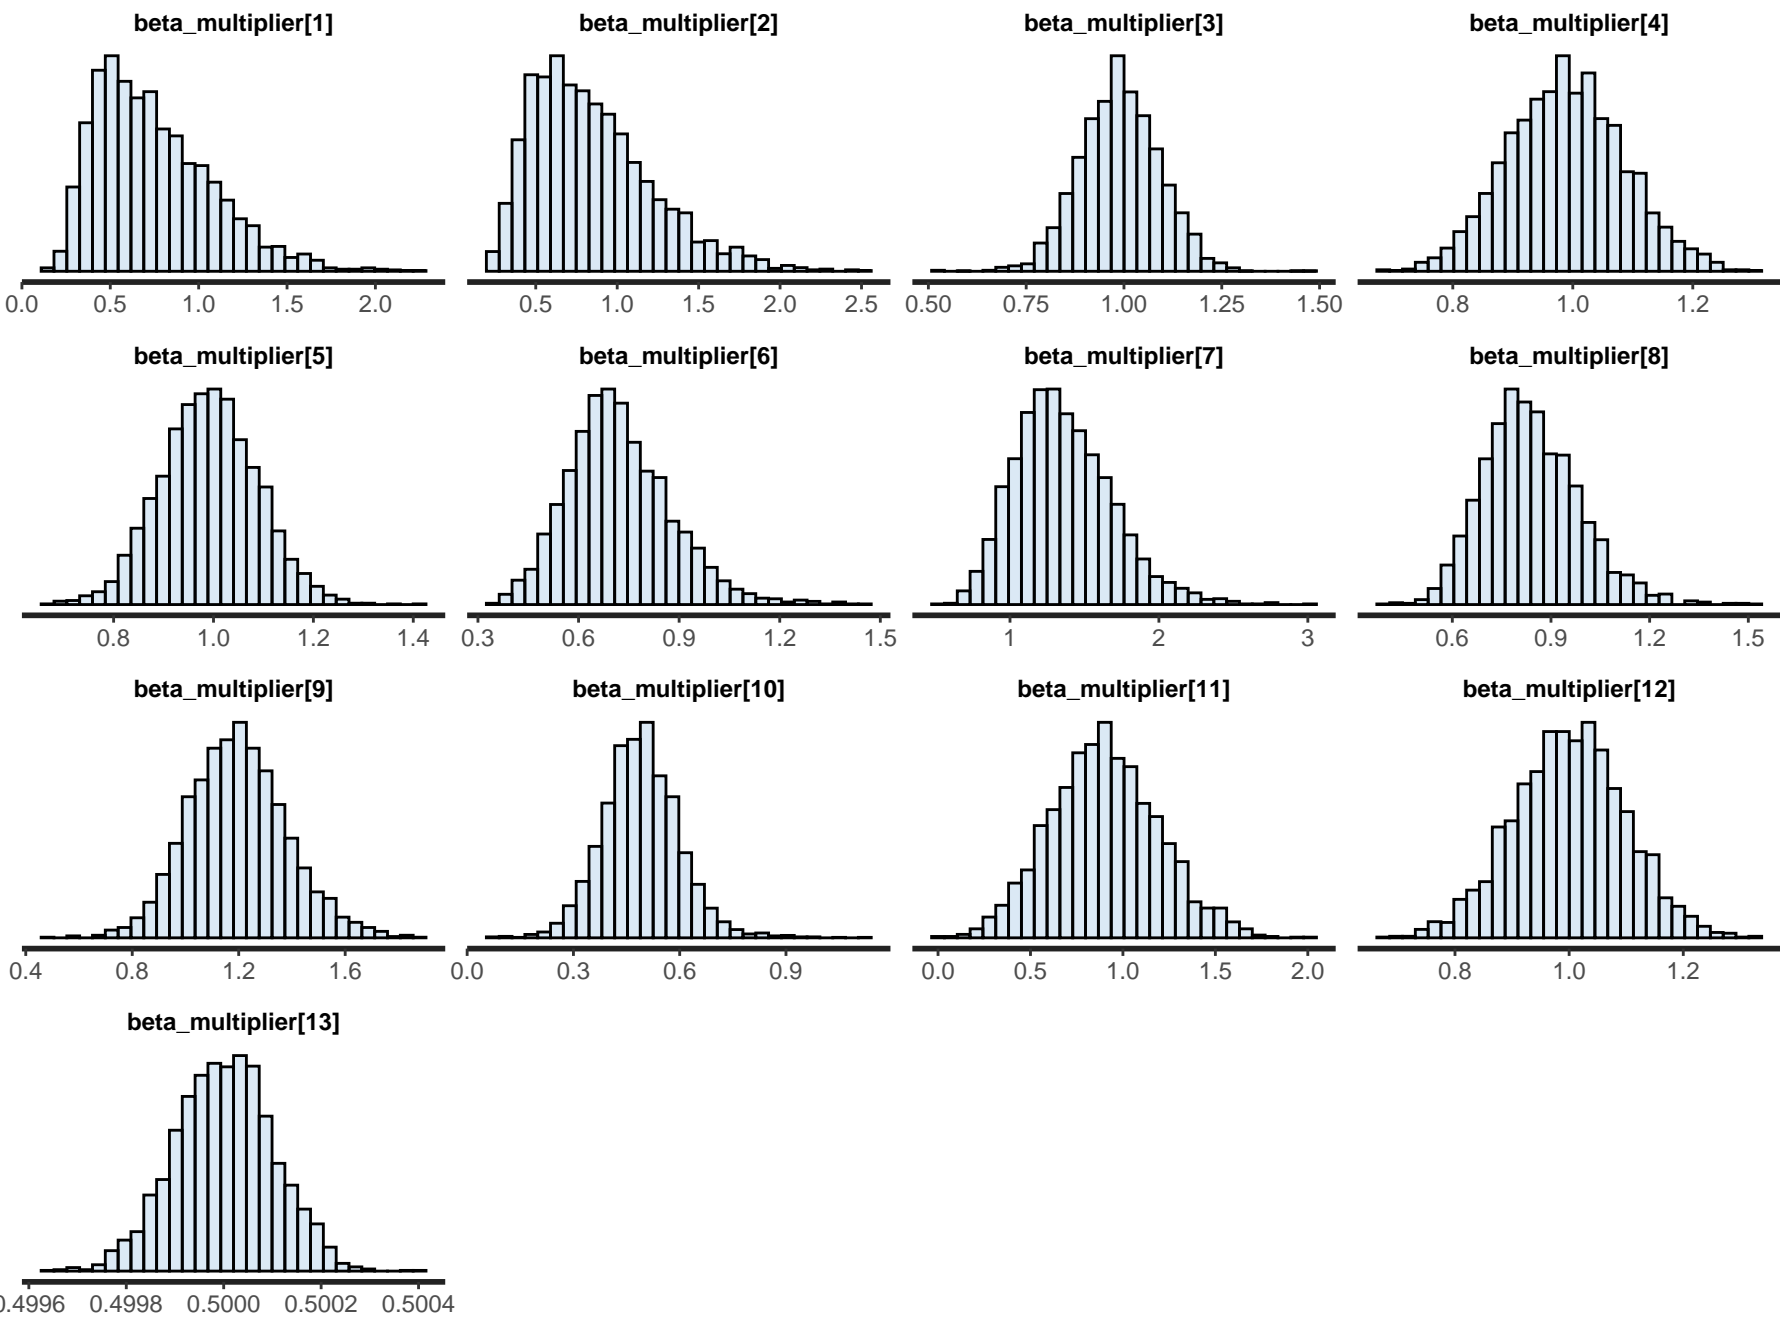 beta_multiplier[1] beta_multiplier[2] beta_multiplier[3] beta_multiplier[4]
0.0 0.5 1.0 1.5 2.0 0.5 1.0 1.5 2.0 2.5 0.50 0.75 1.00 1.25 1.50 0.8 1.0 1.2
beta_multiplier[5] beta_multiplier[6] beta_multiplier[7] beta_multiplier[8]
0.8 1.0 1.2 1.4 0.3 0.6 0.9 1.2 1.5 1 2 3 0.6 0.9 1.2 1.5
beta_multiplier[9] beta_multiplier[10] beta_multiplier[11] beta_multiplier[12]
0.4 0.8 1.2 1.6 0.0 0.3 0.6 0.9 0.0 0.5 1.0 1.5 2.0 0.8 1.0 1.2
beta_multiplier[13]
0.4996 0.4998 0.5000 0.5002 0.5004